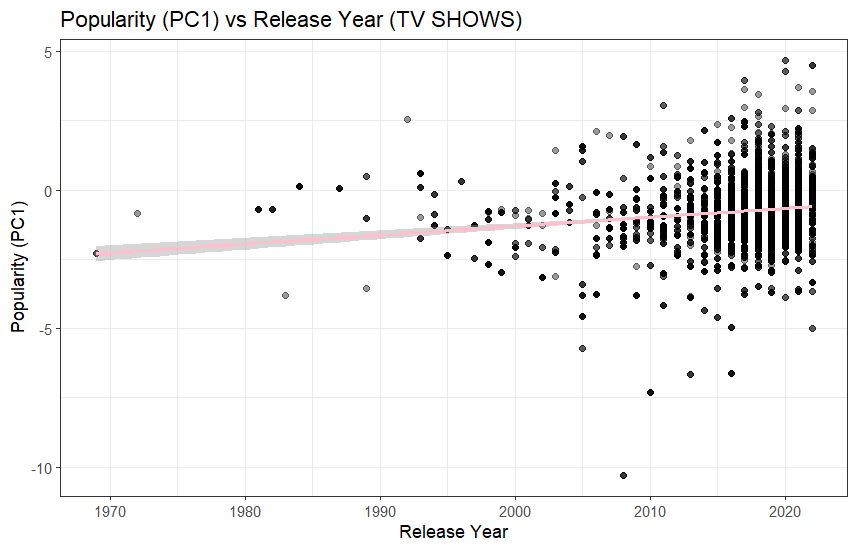 Popularity (PC1) vs Release Year (TV SHOWS)
Popularity (PC1)
5
0
-5
-10
1970 1980 1990 2000 2010 2020
Release Year